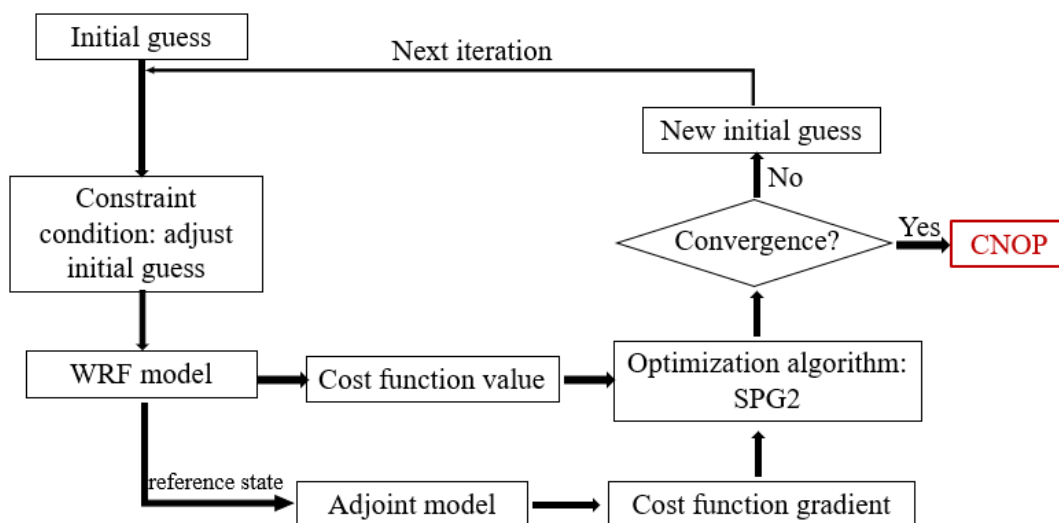 Initial guess
Next iteration
New initial guess
No
Constraint
condition: adjust
initial guess
Convergence?
Yes
CNOP
WRF model
Cost function value
Optimization algorithm:
SPG2
reference state
Adjoint model
Cost function gradient